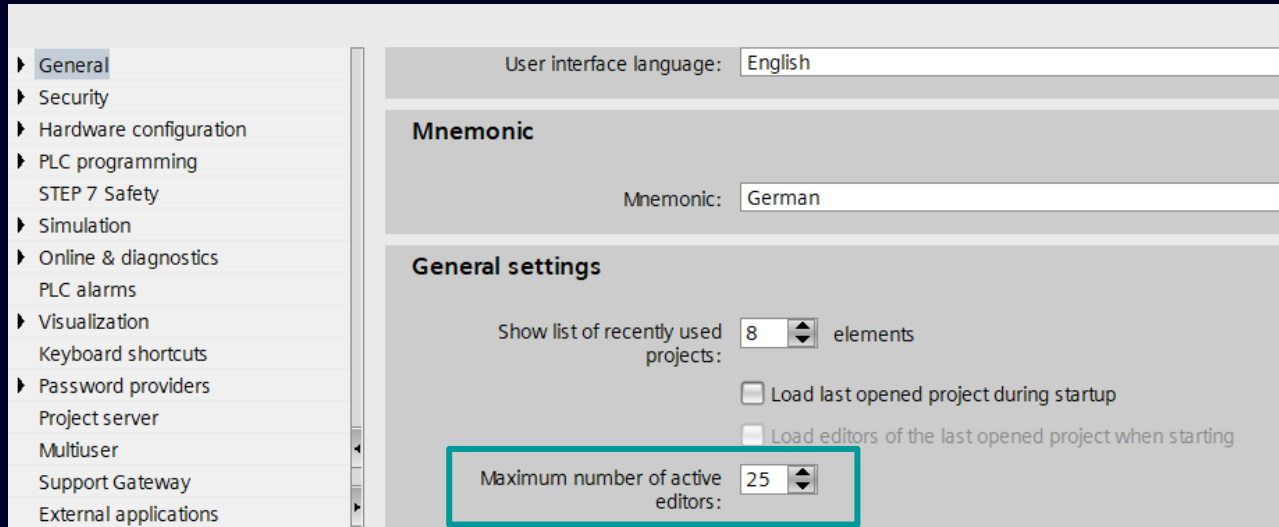 General
Security
Hardware configuration
PLC programming
STEP 7 Safety
Simulation
Online & diagnostics
PLC alarms
Visualization
Keyboard shortcuts
Password providers
Project server
Multiuser
Support Gateway
External applications
User interface language: English
Mnemonic
Mnemonic: German
General settings
Show list of recently used
projects:
8 elements
Load last opened project during startup
Load editors of the last opened project when starting
Maximum number of active
editors:
25